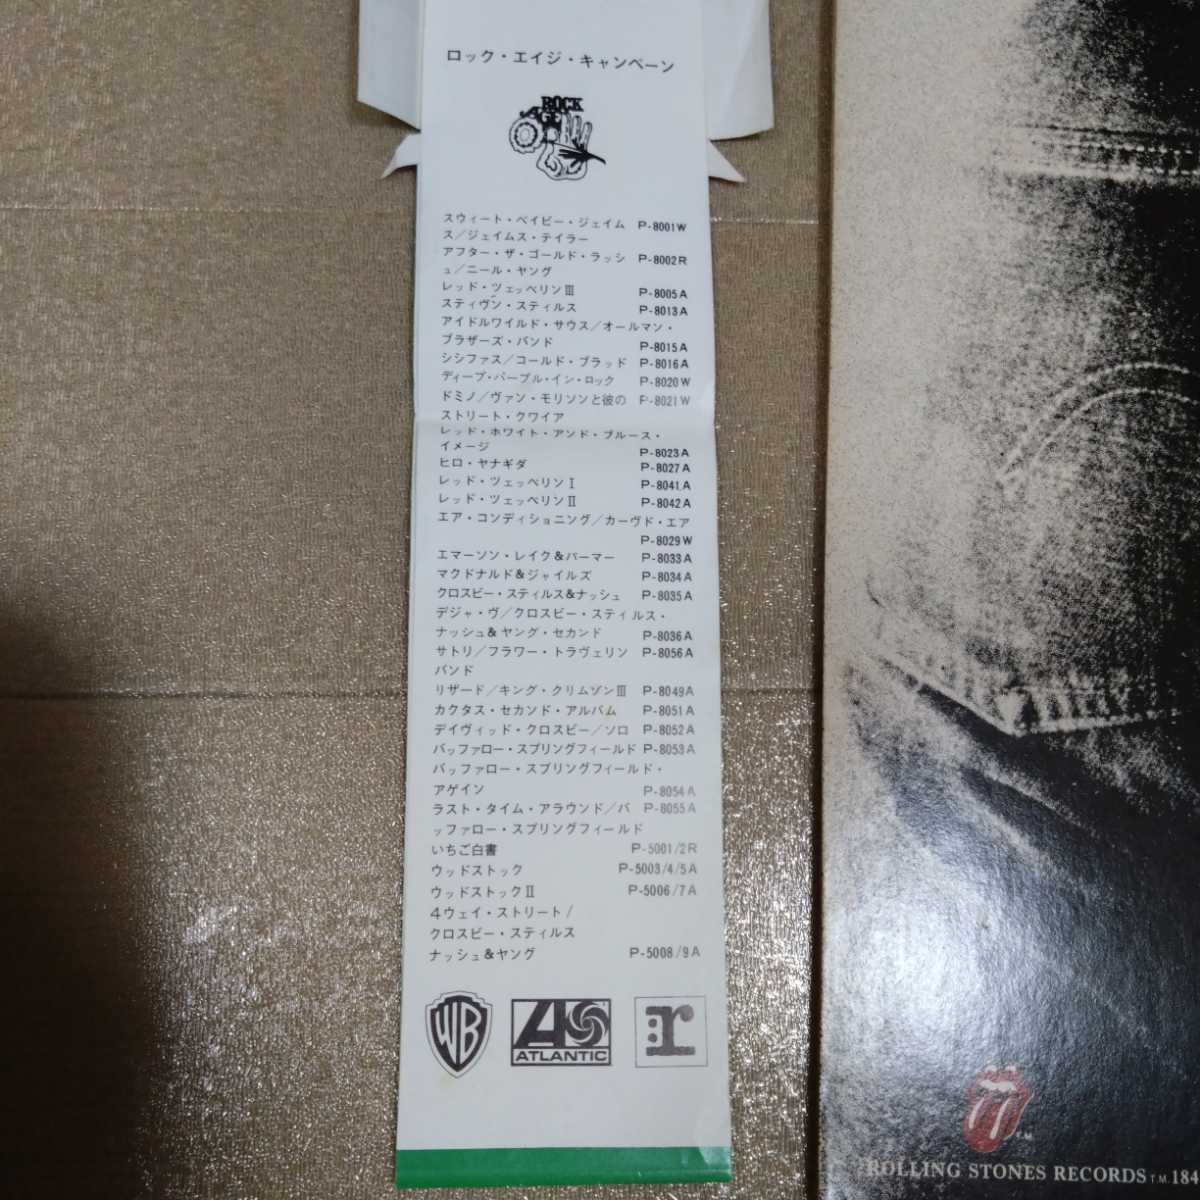 ロック・エイジ・キャンペーン
ROCK
AGE
スウィート・ベイビー・ジェイム P-8001W
ス/ジェイムス・テイラー
アフター・ザ・ゴールド・ラッシ P-8002R
ュ/ニール・ヤング
レッド・ツェッペリンⅢ P-8005A
スティヴン・スティルス P-8013A
アイドルワイルド・サウス/オールマン・
ブラザーズ・バンド P-8015A
シシファス/コールド・ブラッド P-8016A
ディープ・パープル・イン・ロック P-8020W
ドミノ/ヴァン・モリソンと彼の P-8021W
ストリート・クワイア
レッド・ホワイト・アンド・ブルース・
イメージ P-8023A
ヒロ・ヤナギダ P-8027A
レッド・ツェッペリンⅠ P-8041A
レッド・ツェッペリンⅡ P-8042A
エア・コンディショニング/カーヴド・エア
P-8029W
エマーソン・レイク&パーマー P-8033A
マクドナルド&ジャイルズ P-8034A
クロスビー・スティルス&ナッシュ P-8035A
デジャ・ヴ/クロスビー・スティルス・
ナッシュ&ヤング・セカンド P-8036A
サトリ/フラワー・トラヴェリン P-8056A
バンド
リザード/キング・クリムゾンⅢ P-8049A
カクタス・セカンド・アルバム P-8051A
デイヴィッド・クロスビー/ソロ P-8052A
バッファロー・スプリングフィールド P-8053A
バッファロー・スプリングフィールド・
アゲイン P-8054A
ラスト・タイム・アラウンド/バ P-8055A
ッファロー・スプリングフィールド
いちご白書 P-5001/2R
ウッドストック P-5003/4/5A
ウッドストックⅡ P-5006/7A
4ウェイ・ストリート/
クロスビー・スティルス
ナッシュ&ヤング P-5008/9A
WB
ATLANTIC
r
T.M.
ROLLING STONES RECORDS T.M. 184